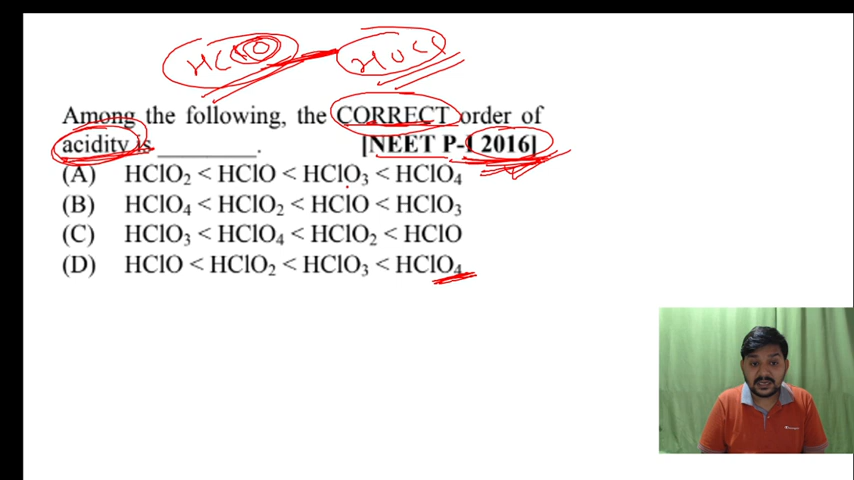 HClO HOCl
Among the following, the CORRECT order of
acidity is ________. [NEET P-I 2016]
(A) HClO₂ < HClO < HClO₃ < HClO₄
(B) HClO₄ < HClO₂ < HClO < HClO₃
(C) HClO₃ < HClO₄ < HClO₂ < HClO
(D) HClO < HClO₂ < HClO₃ < HClO₄